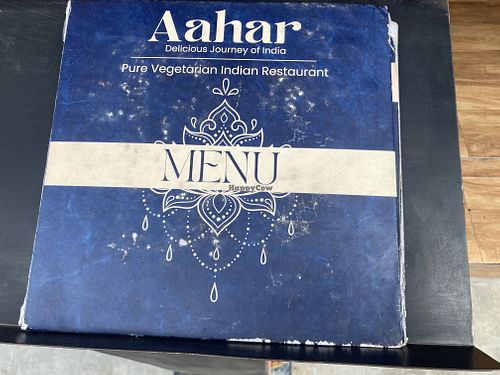 Aahar
Delicious Journey of India
Pure Vegetarian Indian Restaurant
MENU
HappyCow